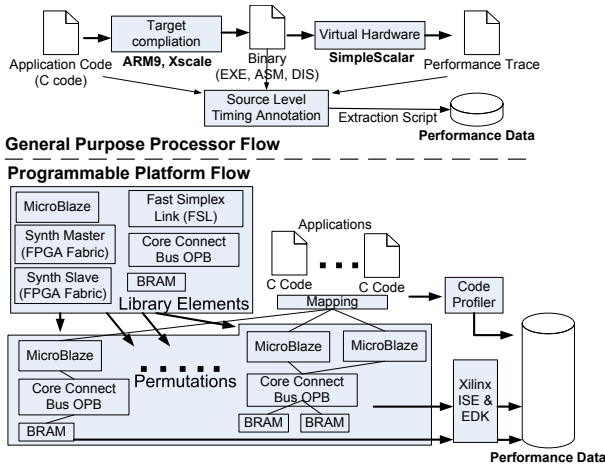 Target
compliation
Virtual Hardware
Application Code
(C code)
ARM9, Xscale
Binary
(EXE, ASM, DIS)
SimpleScalar
Performance Trace
Source Level
Timing Annotation
Extraction Script
Performance Data
General Purpose Processor Flow
Programmable Platform Flow
MicroBlaze
Fast Simplex
Link (FSL)
Synth Master
(FPGA Fabric)
Core Connect
Bus OPB
Synth Slave
(FPGA Fabric)
BRAM
Library Elements
Applications
C Code
C Code
Mapping
Code
Profiler
MicroBlaze
Core Connect
Bus OPB
BRAM
Permutations
MicroBlaze
MicroBlaze
Core Connect
Bus OPB
BRAM
BRAM
Xilinx
ISE &
EDK
Performance Data